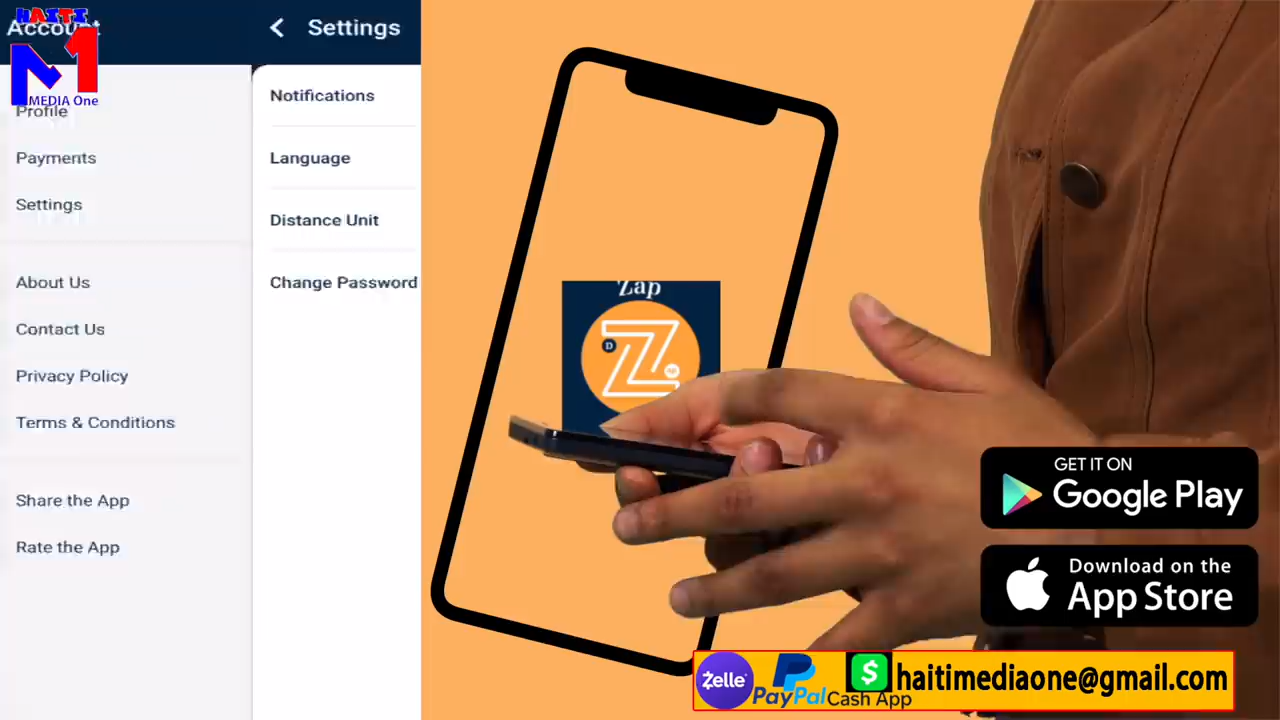 HAITI
M1
MEDIA One
Account
Profile
Payments
Settings
About Us
Contact Us
Privacy Policy
Terms & Conditions
Share the App
Rate the App
Settings
Notifications
Language
Distance Unit
Change Password
Zap
D
Z
GET IT ON
Google Play
Download on the
App Store
Zelle
PayPal
$
Cash App
haitimediaone@gmail.com